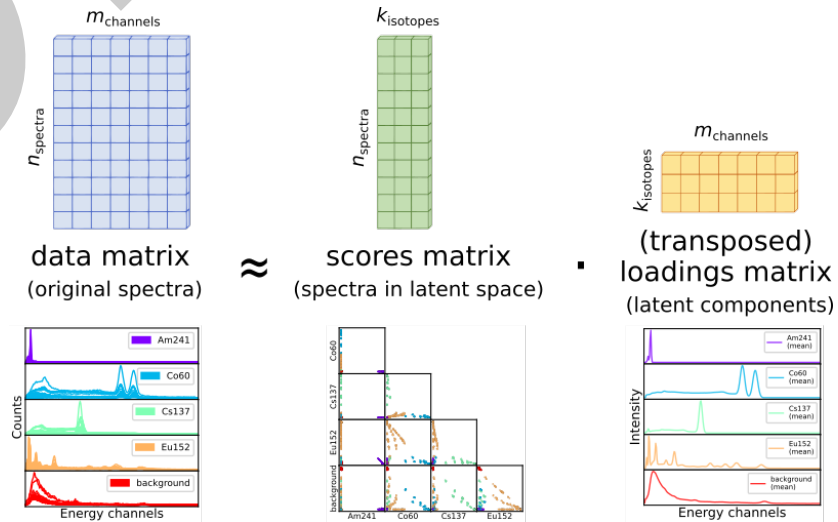 m_channels
n_spectra
data matrix
(original spectra)
≈
k_isotopes
n_spectra
scores matrix
(spectra in latent space)
·
m_channels
k_isotopes
(transposed)
loadings matrix
(latent components)
Counts
Am241
Co60
Cs137
Eu152
background
Energy channels
Co60
Cs137
Eu152
background
Am241 Co60 Cs137 Eu152
Intensity
Am241
(mean)
Co60
(mean)
Cs137
(mean)
Eu152
(mean)
background
(mean)
Energy channels